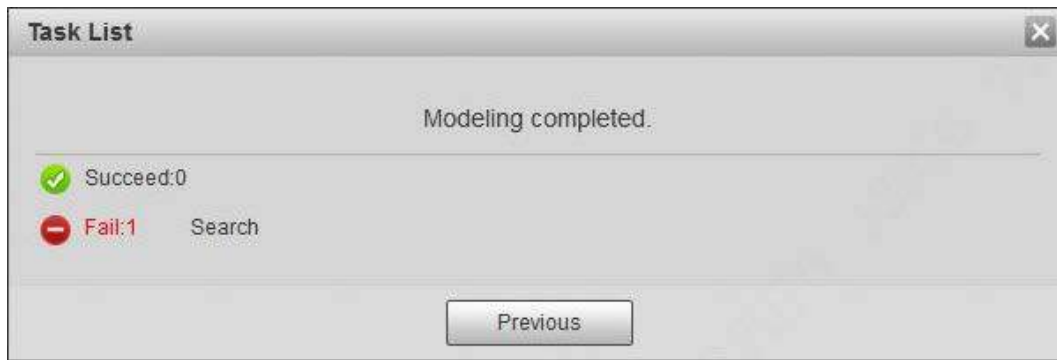 Task List
Modeling completed.
Succeed:0
Fail:1 Search
Previous